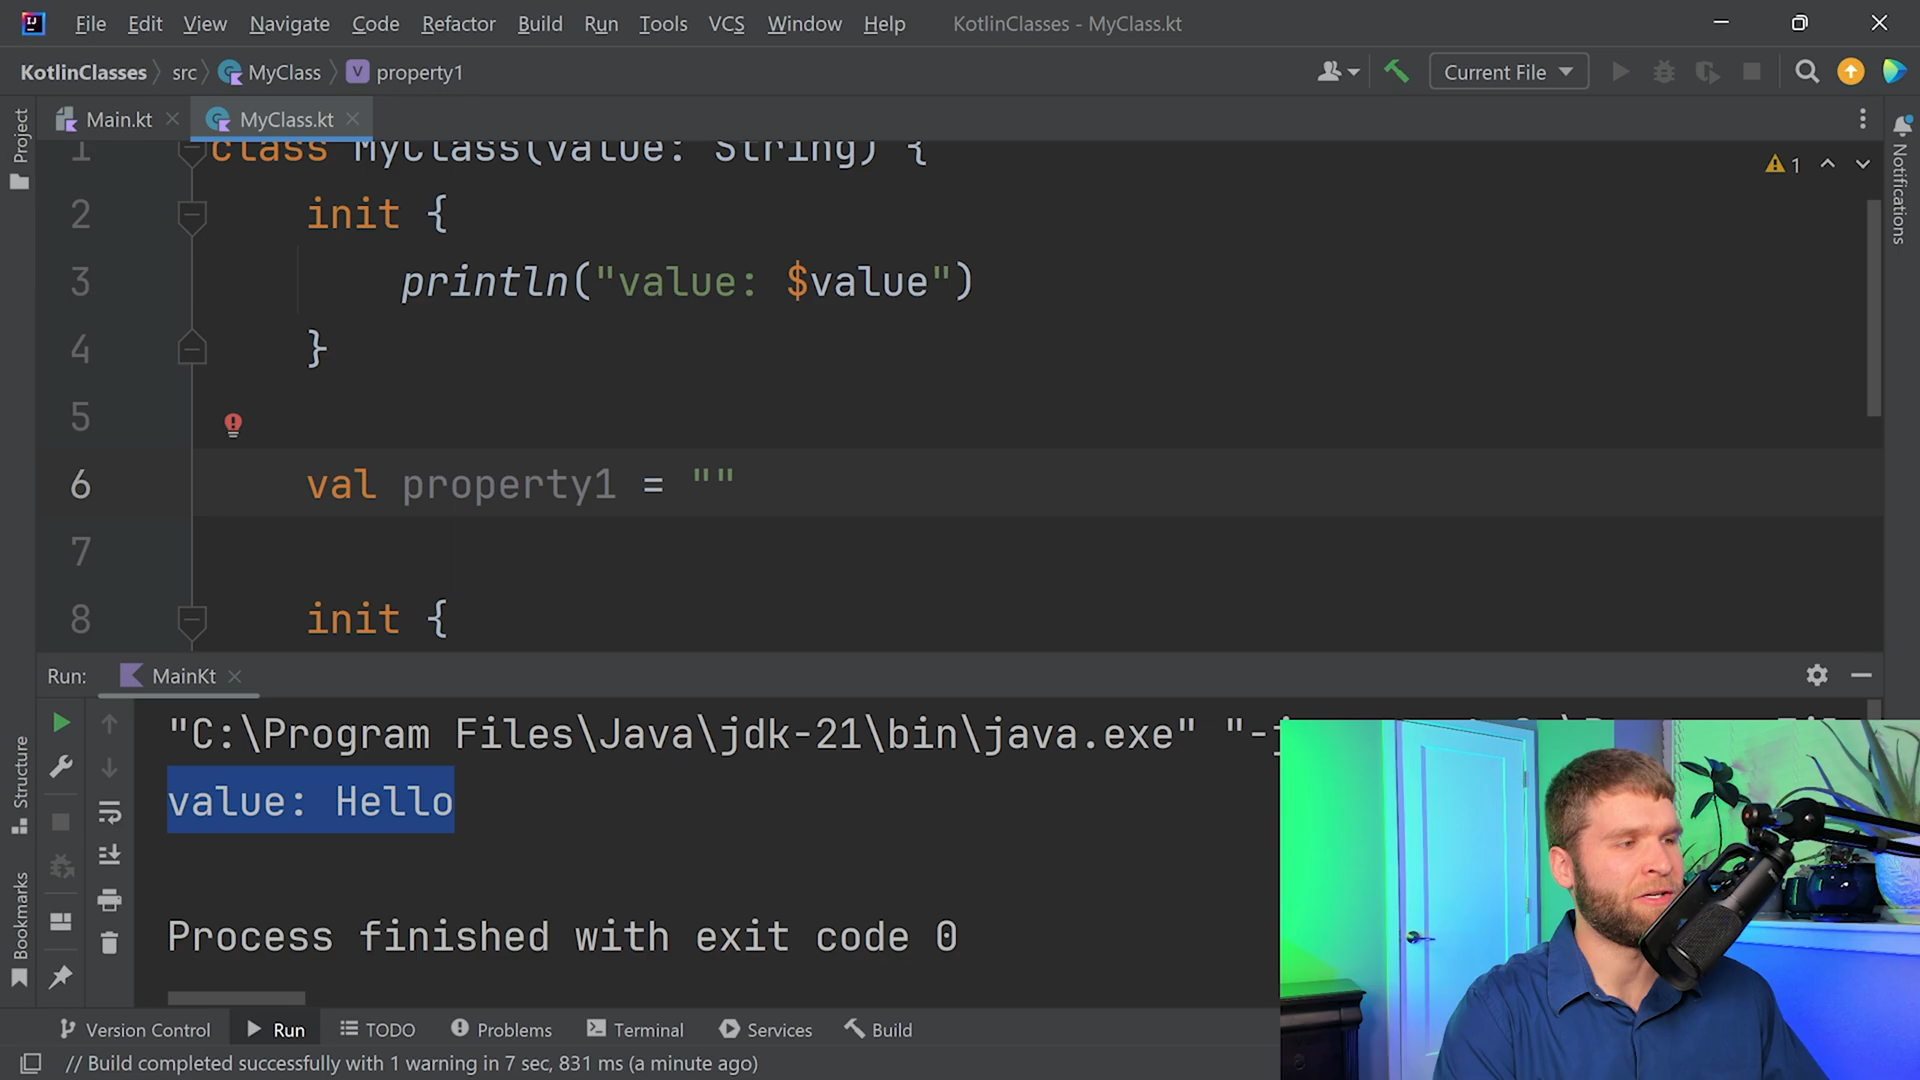 File Edit View Navigate Code Refactor Build Run Tools VCS Window Help KotlinClasses - MyClass.kt
KotlinClasses src MyClass V property1 Current File
Project
Main.kt MyClass.kt
Notifications
1 class MyClass(value: String) {
1
2 init {
3 println("value: $value")
4 }
5
6 val property1 = ""
7
8 init {
Run: MainKt
"C:\Program Files\Java\jdk-21\bin\java.exe"
value: Hello
Process finished with exit code 0
Structure
Bookmarks
Version Control Run TODO Problems Terminal Services Build
// Build completed successfully with 1 warning in 7 sec, 831 ms (a minute ago)